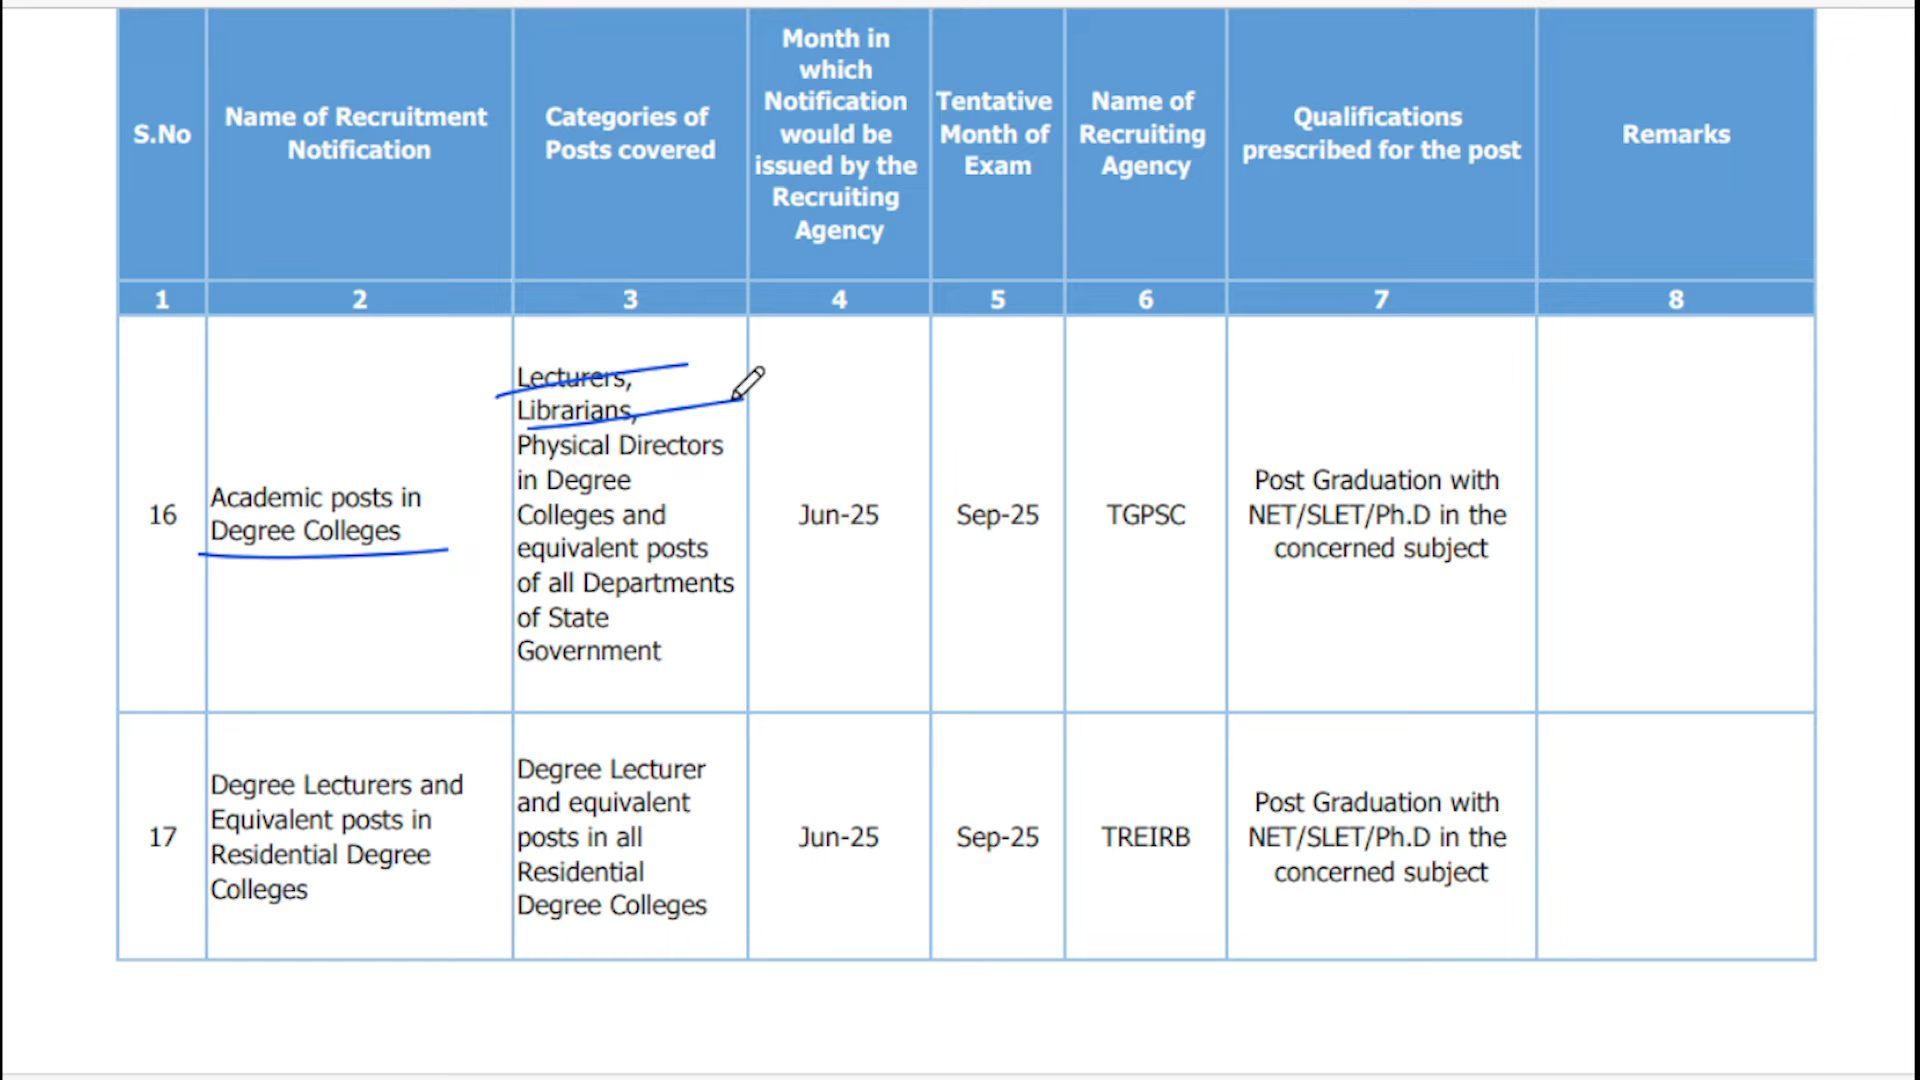 S.No
Name of Recruitment
Notification
Categories of
Posts covered
Month in
which
Notification
would be
issued by the
Recruiting
Agency
Tentative
Month of
Exam
Name of
Recruiting
Agency
Qualifications
prescribed for the post
Remarks
1
2
3
4
5
6
7
8
16
Academic posts in
Degree Colleges
Lecturers,
Librarians,
Physical Directors
in Degree
Colleges and
equivalent posts
of all Departments
of State
Government
Jun-25
Sep-25
TGPSC
Post Graduation with
NET/SLET/Ph.D in the
concerned subject
17
Degree Lecturers and
Equivalent posts in
Residential Degree
Colleges
Degree Lecturer
and equivalent
posts in all
Residential
Degree Colleges
Jun-25
Sep-25
TREIRB
Post Graduation with
NET/SLET/Ph.D in the
concerned subject